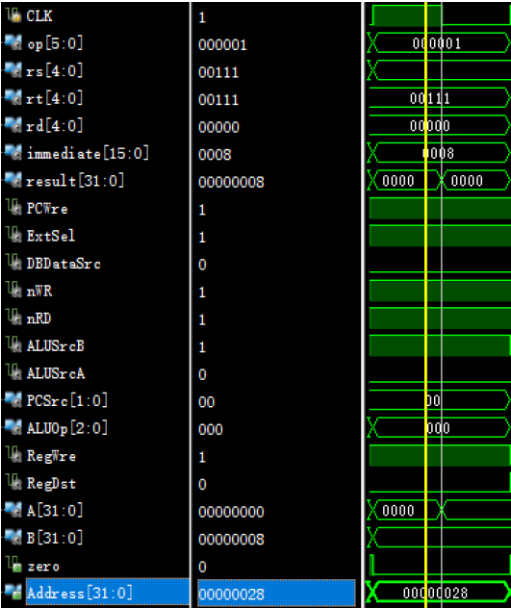 CLK 1
op[5:0] 000001 000001
rs[4:0] 00111
rt[4:0] 00111 00111
rd[4:0] 00000 00000
immediate[15:0] 0008 0008
result[31:0] 00000008 0000 0000
PCWre 1
ExtSel 1
DBDataSrc 0
nWR 1
nRD 1
ALUSrcB 1
ALUSrcA 0
PCSrc[1:0] 00 00
ALUOp[2:0] 000 000
RegWre 1
RegDst 0
A[31:0] 00000000 0000
B[31:0] 00000008
zero 0
Address[31:0] 00000028 00000028